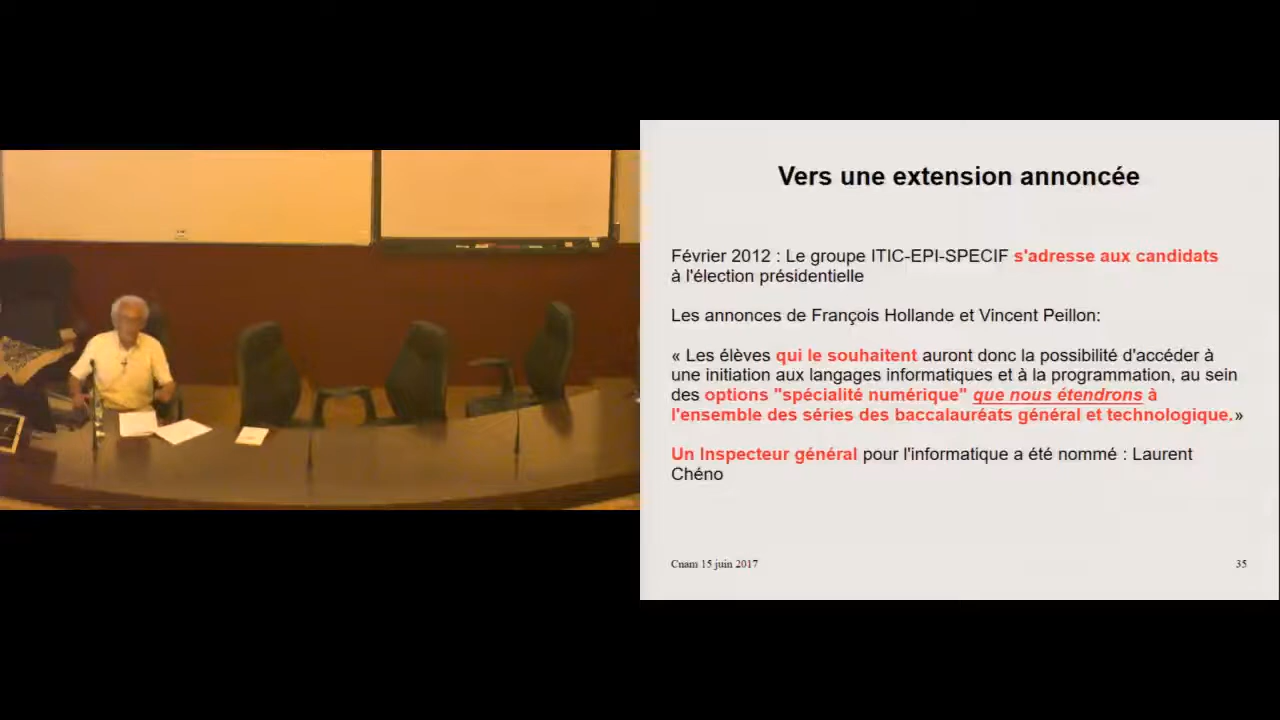 Vers une extension annoncée
Février 2012 : Le groupe ITIC-EPI-SPECIF s'adresse aux candidats
à l'élection présidentielle
Les annonces de François Hollande et Vincent Peillon:
« Les élèves qui le souhaitent auront donc la possibilité d'accéder à
une initiation aux langages informatiques et à la programmation, au sein
des options "spécialité numérique" que nous étendrons à
l'ensemble des séries des baccalauréats général et technologique.»
Un Inspecteur général pour l'informatique a été nommé : Laurent
Chéno
Cnam 15 juin 2017
35